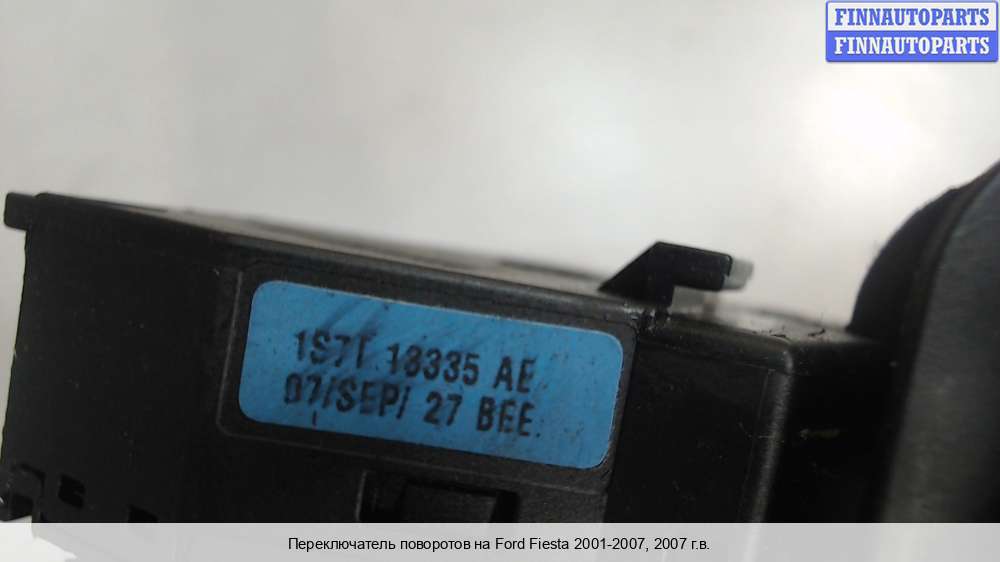 FINNAUTOPARTS
FINNAUTOPARTS
1S7T 13335 AE
07/SEP/ 27 BEE.
Переключатель поворотов на Ford Fiesta 2001-2007, 2007 г.в.